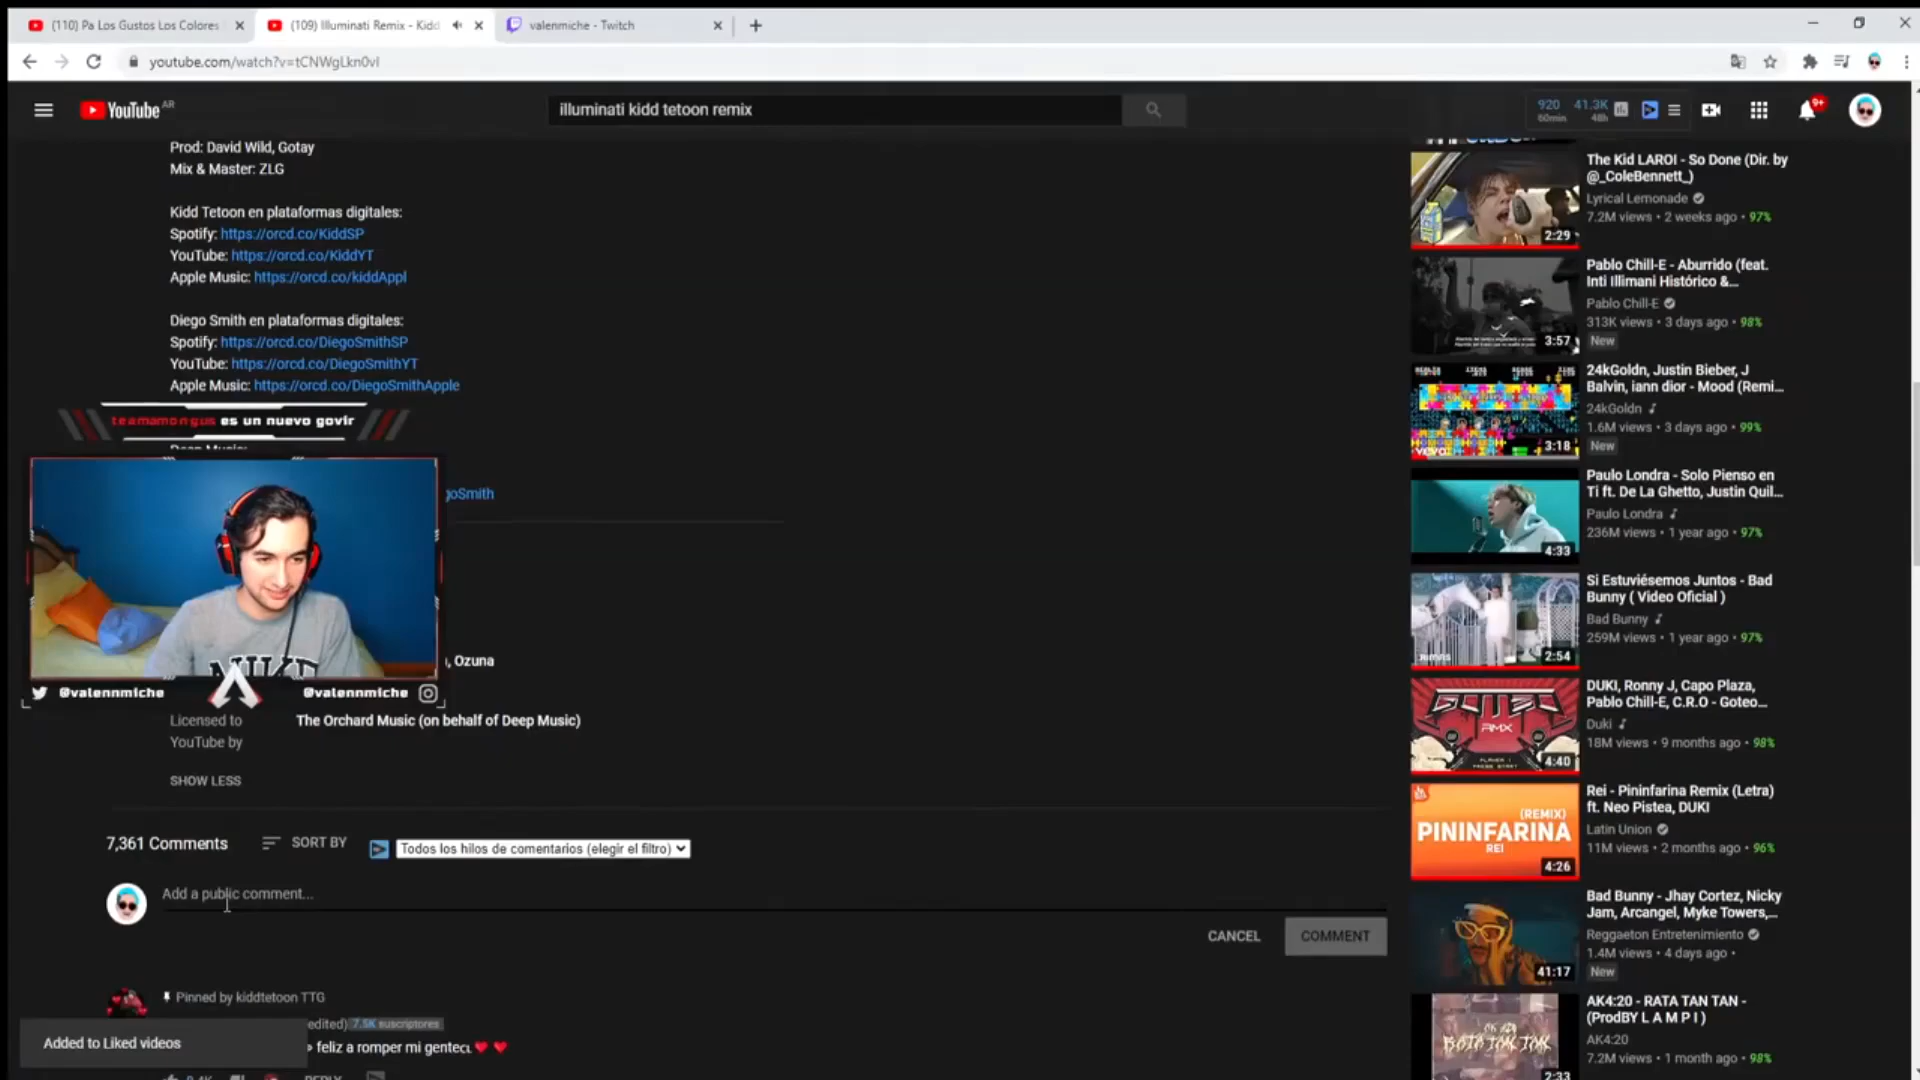 (110) Pa Los Gustos Los Colores
(109) Illuminati Remix - Kidd
valenmiche - Twitch
youtube.com/watch?v=tCNWgLkn0vI
YouTube AR
illuminati kidd tetoon remix
920
60min
41.3K
48h
9+
Prod: David Wild, Gotay
Mix & Master: ZLG
Kidd Tetoon en plataformas digitales:
Spotify: https://orcd.co/KiddSP
YouTube: https://orcd.co/KiddYT
Apple Music: https://orcd.co/kiddAppl
Diego Smith en plataformas digitales:
Spotify: https://orcd.co/DiegoSmithSP
YouTube: https://orcd.co/DiegoSmithYT
Apple Music: https://orcd.co/DiegoSmithApple
teamamongus es un nuevo govir
goSmith
, Ozuna
@valennmiche
@valennmiche
Licensed to
YouTube by
The Orchard Music (on behalf of Deep Music)
SHOW LESS
7,361 Comments
SORT BY
Todos los hilos de comentarios (elegir el filtro)
Add a public comment...
CANCEL
COMMENT
Pinned by kiddtetoon TTG
edited) 7.5K suscriptores
feliz a romper mi gentecı
REPLY
Added to Liked videos
The Kid LAROI - So Done (Dir. by
@_ColeBennett_)
Lyrical Lemonade
7.2M views • 2 weeks ago • 97%
2:29
Pablo Chill-E - Aburrido (feat.
Inti Illimani Histórico &...
Pablo Chill-E
313K views • 3 days ago • 98%
New
3:57
24kGoldn, Justin Bieber, J
Balvin, iann dior - Mood (Remi...
24kGoldn
1.6M views • 3 days ago • 99%
New
3:18
vevo
Paulo Londra - Solo Pienso en
Ti ft. De La Ghetto, Justin Quil...
Paulo Londra
236M views • 1 year ago • 97%
4:33
Si Estuviésemos Juntos - Bad
Bunny ( Video Oficial )
Bad Bunny
259M views • 1 year ago • 97%
2:54
RIMAS
DUKI, Ronny J, Capo Plaza,
Pablo Chill-E, C.R.O - Goteo...
Duki
18M views • 9 months ago • 98%
GOTEO
RMX
4:40
Rei - Pininfarina Remix (Letra)
ft. Neo Pistea, DUKI
Latin Union
11M views • 2 months ago • 96%
(REMIX)
PININFARINA
REI
4:26
Bad Bunny - Jhay Cortez, Nicky
Jam, Arcangel, Myke Towers,...
Reggaeton Entretenimiento
1.4M views • 4 days ago •
New
41:17
AK4:20 - RATA TAN TAN -
(ProdBY L A M P I )
AK4:20
7.2M views • 1 month ago • 98%
2:33